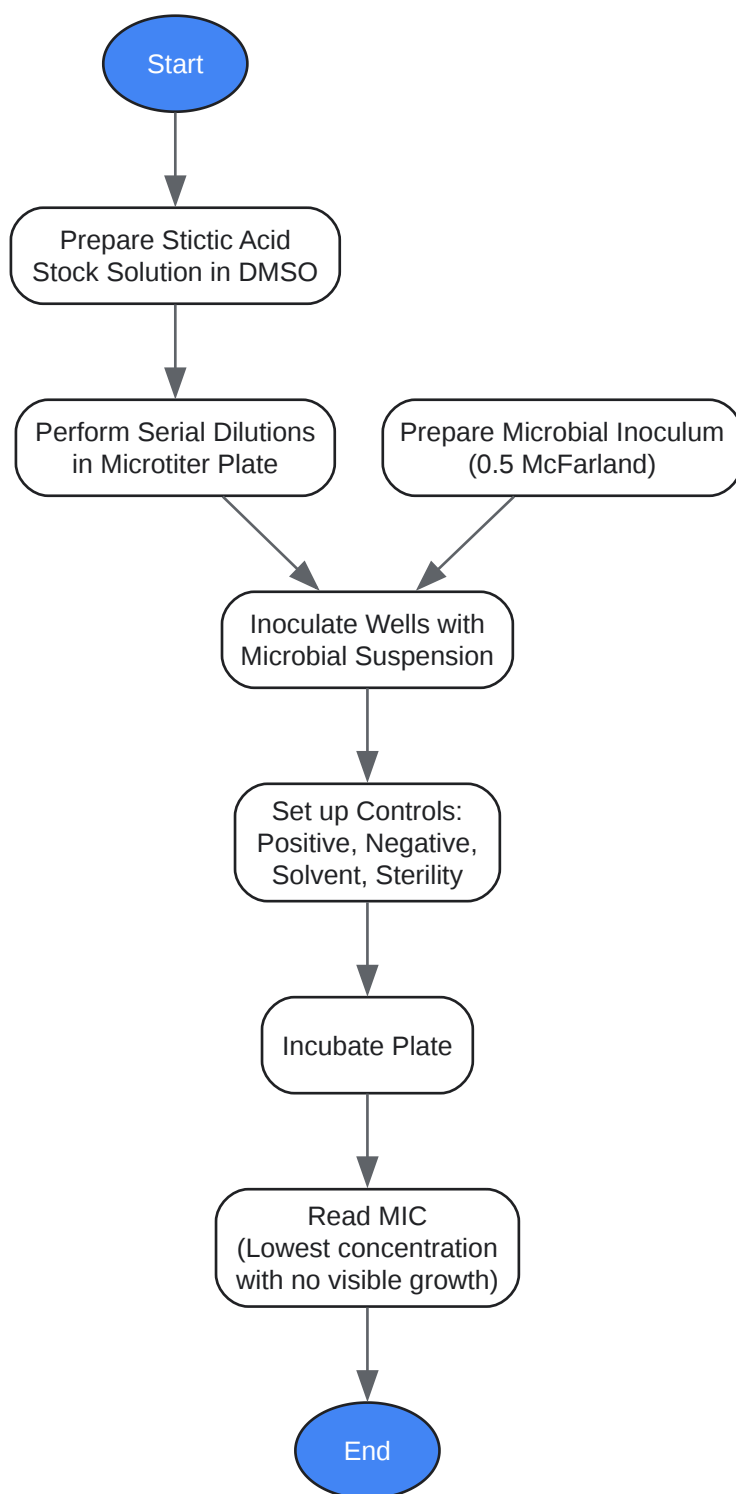 Start
Prepare Stictic Acid
Stock Solution in DMSO
Perform Serial Dilutions
in Microtiter Plate
Prepare Microbial Inoculum
(0.5 McFarland)
Inoculate Wells with
Microbial Suspension
Set up Controls:
Positive, Negative,
Solvent, Sterility
Incubate Plate
Read MIC
(Lowest concentration
with no visible growth)
End